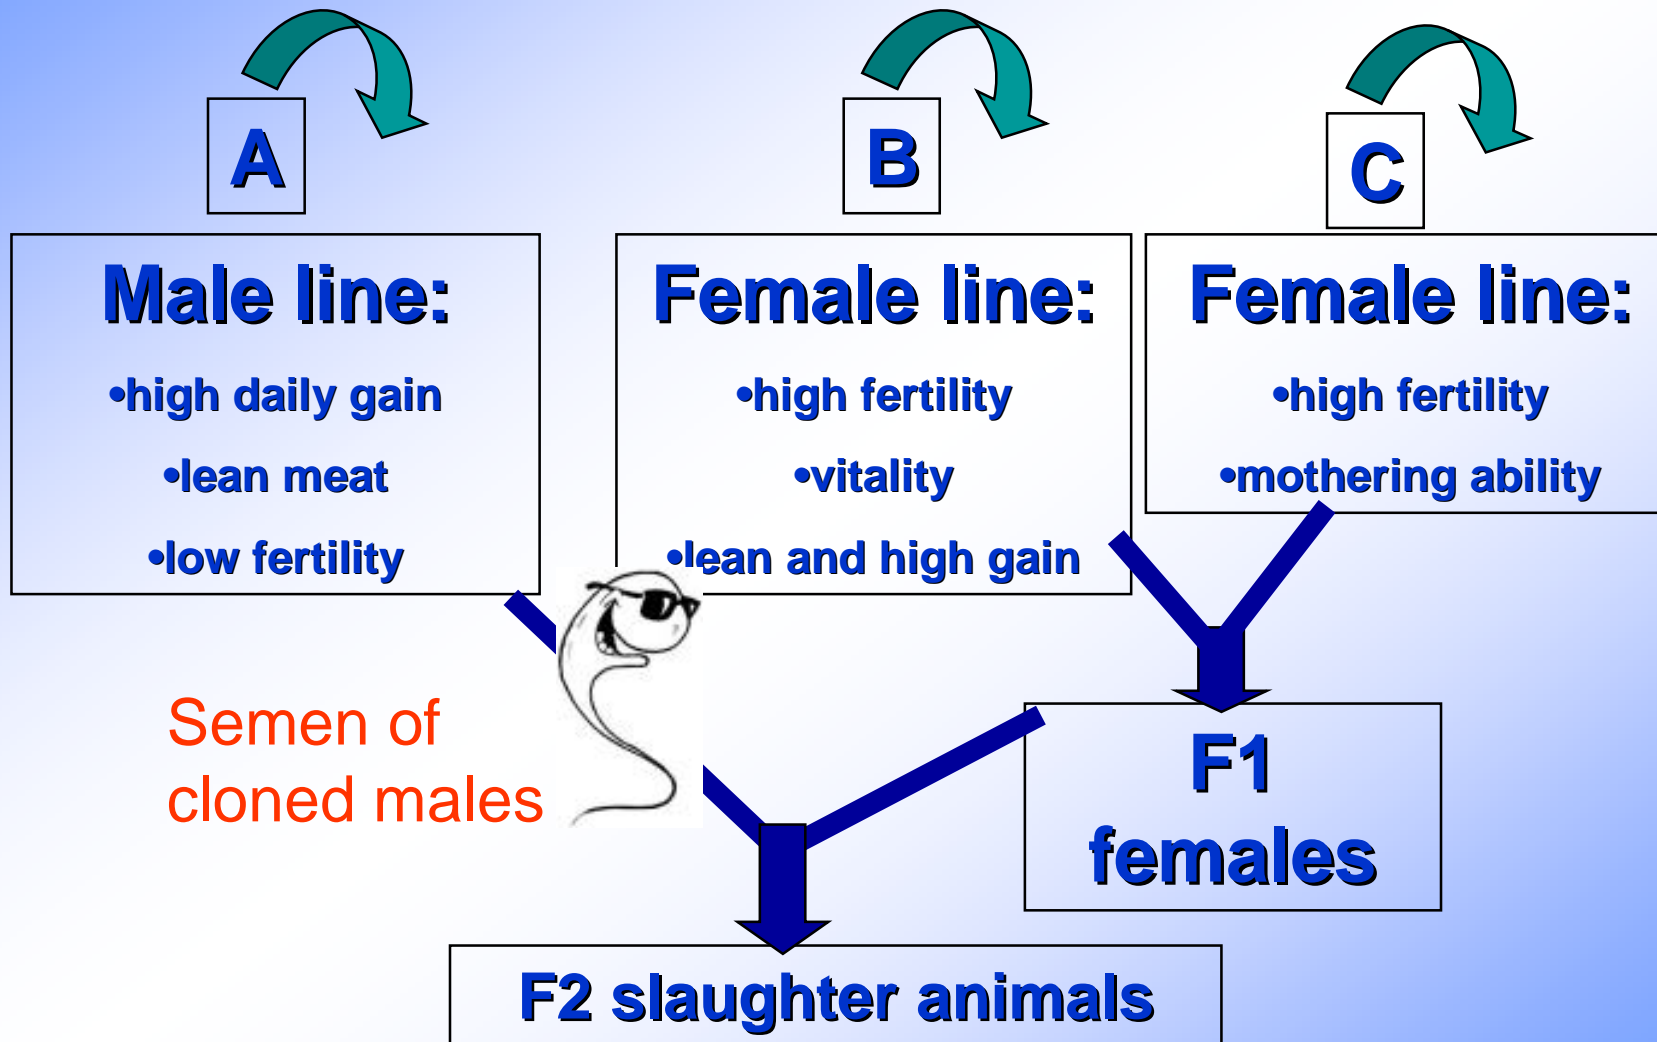 A
Male line:
•high daily gain
•lean meat
•low fertility
B
Female line:
•high fertility
•vitality
•lean and high gain
C
Female line:
•high fertility
•mothering ability
Semen of
cloned males
F1
females
F2 slaughter animals